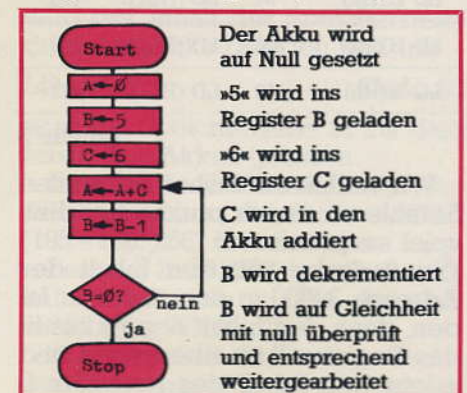 Start
A←Ø
B←5
C←6
A←A+C
B←B-1
B=Ø?
nein
ja
Stop
Der Akku wird
auf Null gesetzt
»5« wird ins
Register B geladen
»6« wird ins
Register C geladen
C wird in den
Akku addiert
B wird dekrementiert
B wird auf Gleichheit
mit null überprüft
und entsprechend
weitergearbeitet